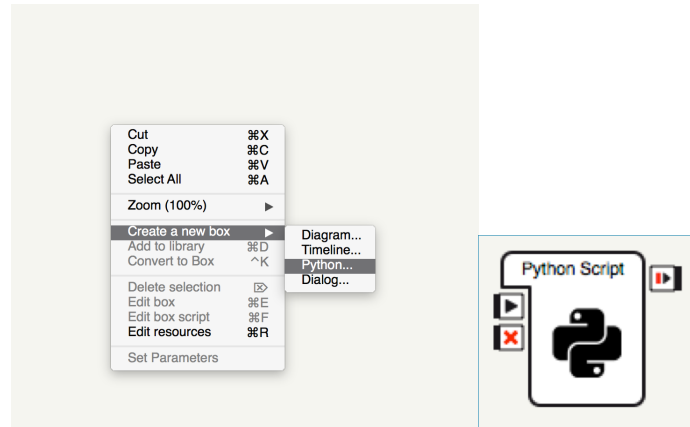 Cut ⌘X
Copy ⌘C
Paste ⌘V
Select All ⌘A
Zoom (100%) ▶
Create a new box ▶
Add to library ⌘D
Convert to Box ^K
Delete selection ⌦
Edit box ⌘E
Edit box script ⌘F
Edit resources ⌘R
Set Parameters
Diagram...
Timeline...
Python...
Dialog...
Python Script